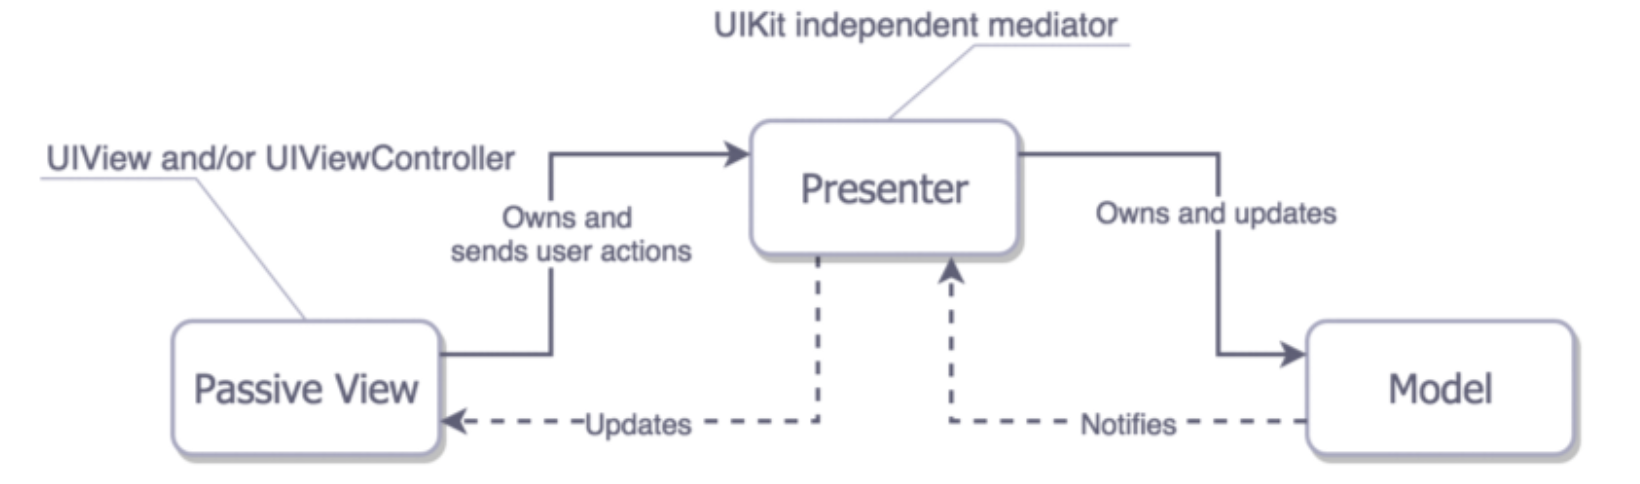 UIKit independent mediator
UIView and/or UIViewController
Presenter
Owns and
sends user actions
Owns and updates
Passive View
Updates
Notifies
Model